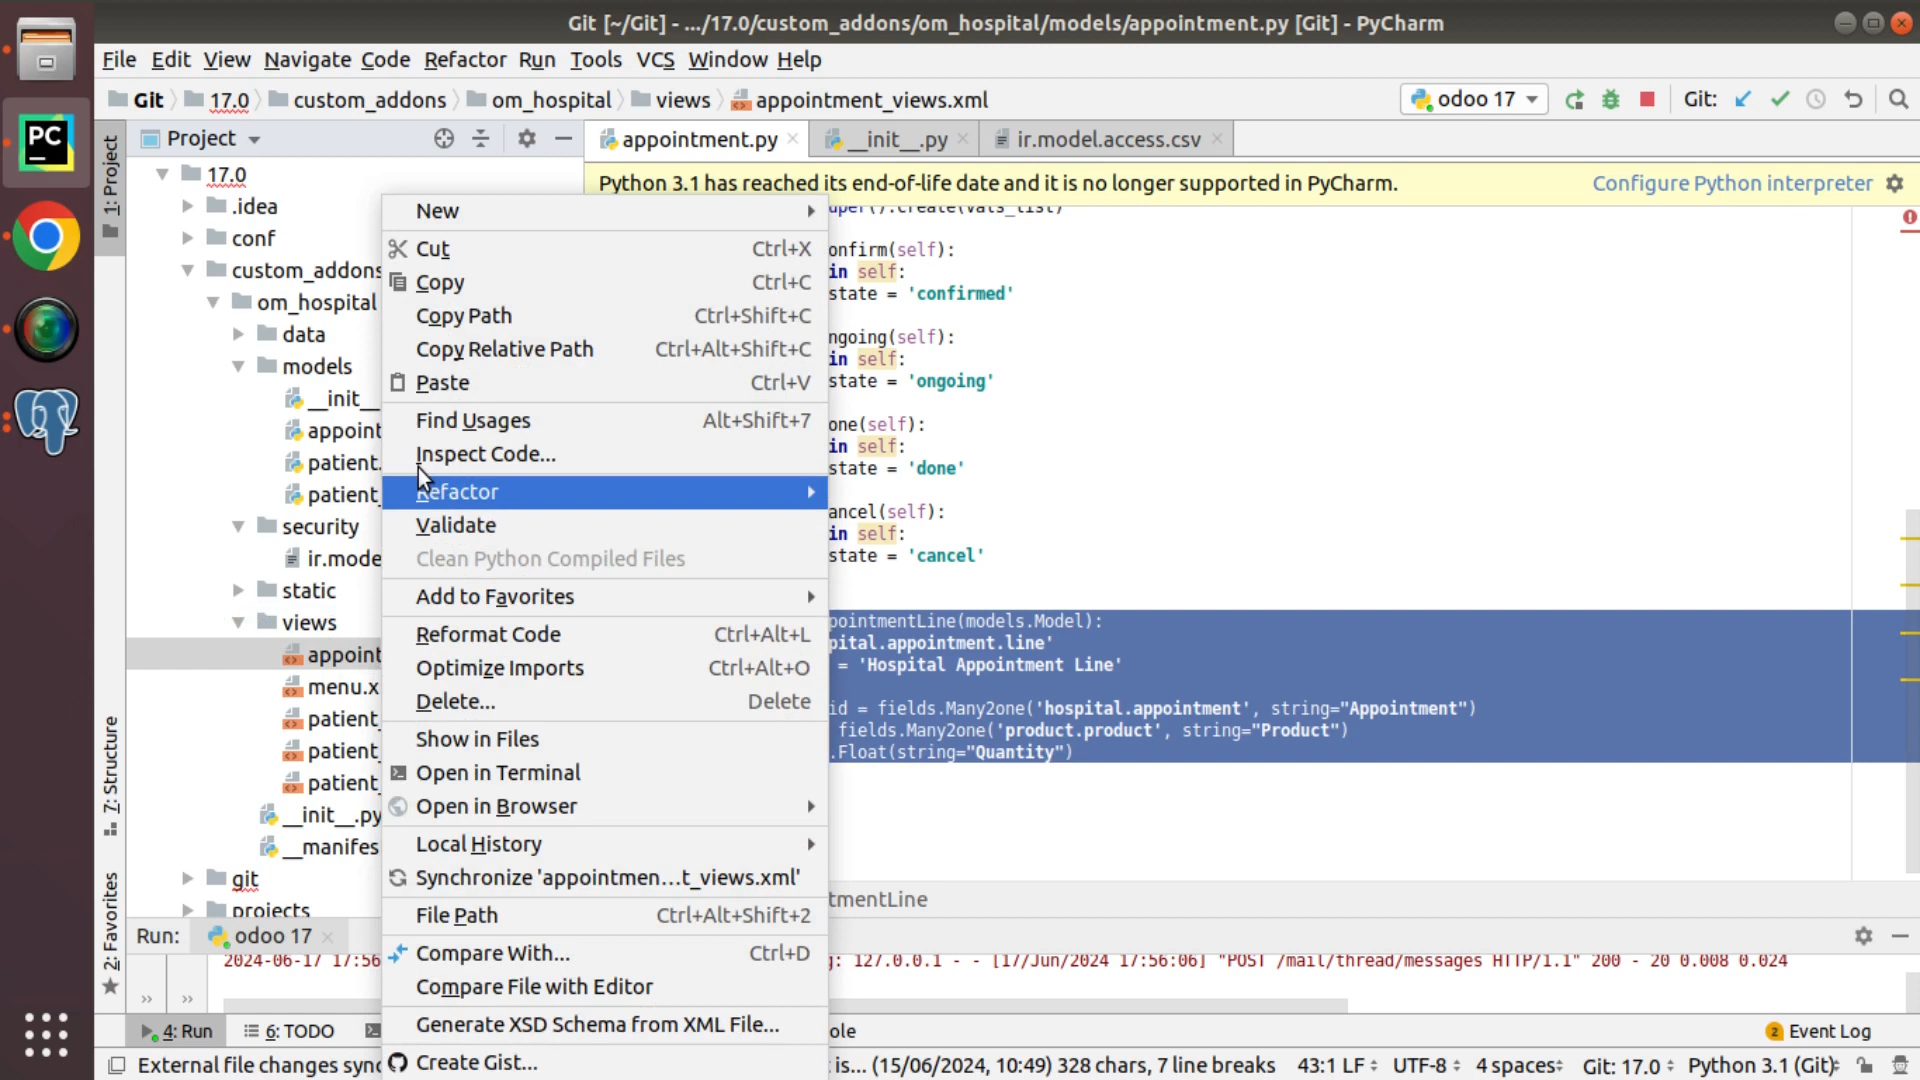 Git [~/Git] - .../17.0/custom_addons/om_hospital/models/appointment.py [Git] - PyCharm
File Edit View Navigate Code Refactor Run Tools VCS Window Help
Git 17.0 custom_addons om_hospital views appointment_views.xml odoo 17 Git:
Project appointment.py __init__.py ir.model.access.csv
1: Project
Python 3.1 has reached its end-of-life date and it is no longer supported in PyCharm. Configure Python interpreter
17.0
.idea
conf
custom_addons
om_hospital
data
models
__init__
appoint
patient.
patient_
security
ir.mode
static
views
appoint
menu.x
patient_
patient_
patient_
__init__.py
__manifes
git
projects
7: Structure
2: Favorites
New
Cut Ctrl+X
Copy Ctrl+C
Copy Path Ctrl+Shift+C
Copy Relative Path Ctrl+Alt+Shift+C
Paste Ctrl+V
Find Usages Alt+Shift+7
Inspect Code...
Refactor
Validate
Clean Python Compiled Files
Add to Favorites
Reformat Code Ctrl+Alt+L
Optimize Imports Ctrl+Alt+O
Delete... Delete
Show in Files
Open in Terminal
Open in Browser
Local History
Synchronize 'appointmen...t_views.xml'
File Path Ctrl+Alt+Shift+2
Compare With... Ctrl+D
Compare File with Editor
Generate XSD Schema from XML File...
Create Gist...
uper().create(vals_list)
onfirm(self):
in self:
state = 'confirmed'
ngoing(self):
in self:
state = 'ongoing'
one(self):
in self:
state = 'done'
ancel(self):
in self:
state = 'cancel'
pointmentLine(models.Model):
pital.appointment.line'
= 'Hospital Appointment Line'
id = fields.Many2one('hospital.appointment', string="Appointment")
fields.Many2one('product.product', string="Product")
.Float(string="Quantity")
tmentLine
Run: odoo 17
2024-06-17 17:56 g: 127.0.0.1 - - [17/Jun/2024 17:56:06] "POST /mail/thread/messages HTTP/1.1" 200 - 20 0.008 0.024
4: Run 6: TODO ole Event Log
2
External file changes sync is... (15/06/2024, 10:49) 328 chars, 7 line breaks 43:1 LF UTF-8 4 spaces Git: 17.0 Python 3.1 (Git)
PC